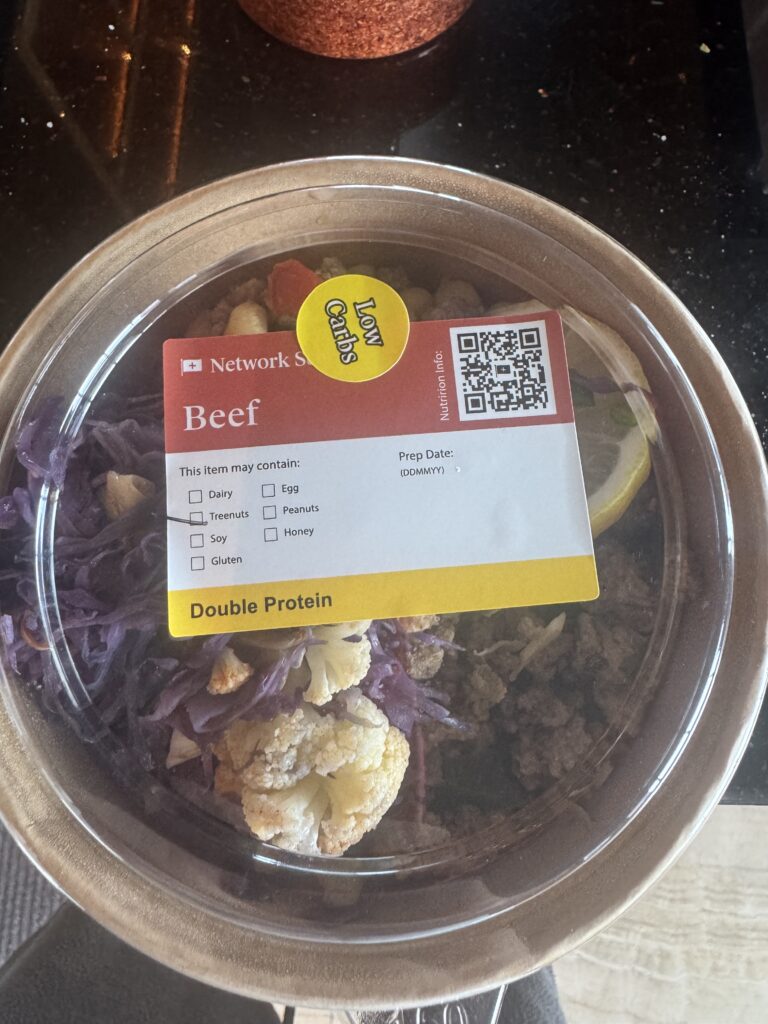 Low
Carbs
Network
Beef
Nutririon Info:
This item may contain:
Dairy
Egg
Treenuts
Peanuts
Soy
Honey
Gluten
Prep Date:
(DDMMYY)
Double Protein